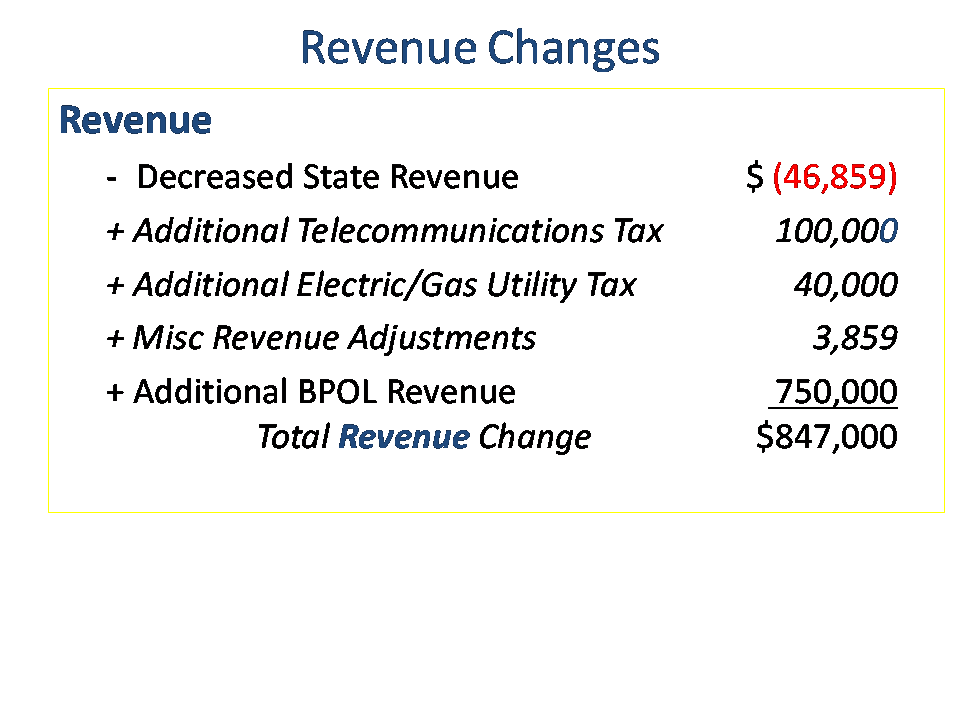 Revenue Changes
Revenue
- Decreased State Revenue $ (46,859)
+ Additional Telecommunications Tax 100,000
+ Additional Electric/Gas Utility Tax 40,000
+ Misc Revenue Adjustments 3,859
+ Additional BPOL Revenue 750,000
Total Revenue Change $847,000